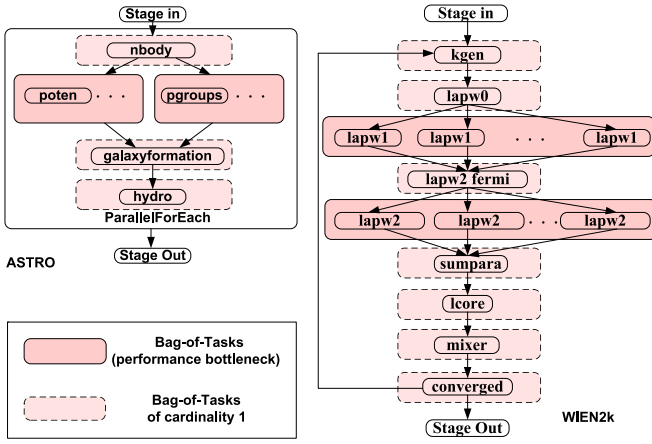 Stage in
nbody
poten . . .
pgroups . . .
galaxyformation
hydro
ParallelForEach
Stage Out
ASTRO
Bag-of-Tasks
(performance bottleneck)
Bag-of-Tasks
of cardinality 1
Stage in
kgen
lapw0
lapw1 lapw1 . . . lapw1
lapw2 fermi
lapw2 lapw2 . . . lapw2
sumpara
lcore
mixer
converged
Stage Out
WIEN2k